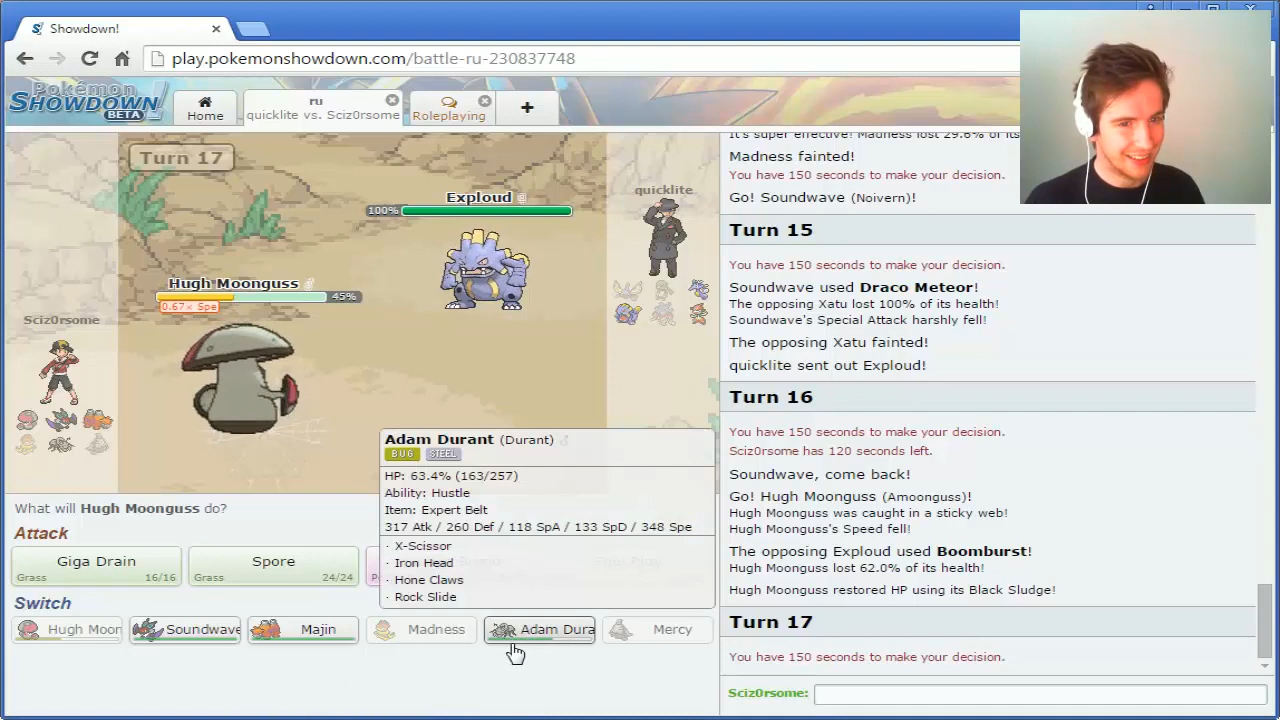 Showdown!
play.pokemonshowdown.com/battle-ru-230837748
Pokémon
SHOWDOWN
BETA
Home
ru
quicklite vs. Sciz0rsome
Roleplaying
Turn 17
Exploud
100%
quicklite
Hugh Moonguss
45%
0.67× Spe
Sciz0rsome
Adam Durant (Durant)
BUG STEEL
HP: 63.4% (163/257)
Ability: Hustle
Item: Expert Belt
317 Atk / 260 Def / 118 SpA / 133 SpD / 348 Spe
· X-Scissor
· Iron Head
· Hone Claws
· Rock Slide
What will Hugh Moonguss do?
Attack
Giga Drain
Grass 16/16
Spore
Grass 24/24
Foul Play
Switch
Hugh Moon
Soundwave
Majin
Madness
Adam Dura
Mercy
It's super effective! Madness lost 29.6% of its
Madness fainted!
You have 150 seconds to make your decision.
Go! Soundwave (Noivern)!
Turn 15
You have 150 seconds to make your decision.
Soundwave used Draco Meteor!
The opposing Xatu lost 100% of its health!
Soundwave's Special Attack harshly fell!
The opposing Xatu fainted!
quicklite sent out Exploud!
Turn 16
You have 150 seconds to make your decision.
Sciz0rsome has 120 seconds left.
Soundwave, come back!
Go! Hugh Moonguss (Amoonguss)!
Hugh Moonguss was caught in a sticky web!
Hugh Moonguss's Speed fell!
The opposing Exploud used Boomburst!
Hugh Moonguss lost 62.0% of its health!
Hugh Moonguss restored HP using its Black Sludge!
Turn 17
You have 150 seconds to make your decision.
Sciz0rsome: